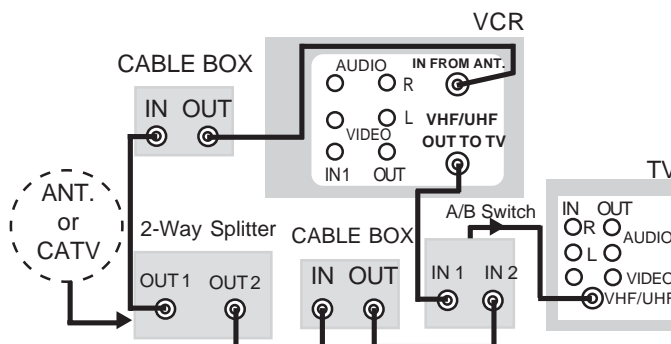 VCR
CABLE BOX
IN OUT
AUDIO
R
IN FROM ANT.
L
VIDEO
VHF/UHF
OUT TO TV
IN1 OUT
ANT.
or
CATV
2-Way Splitter
OUT 1 OUT 2
CABLE BOX
IN OUT
A/B Switch
IN 1 IN 2
TV
IN OUT
R AUDIO
L
VIDEO
VHF/UHF